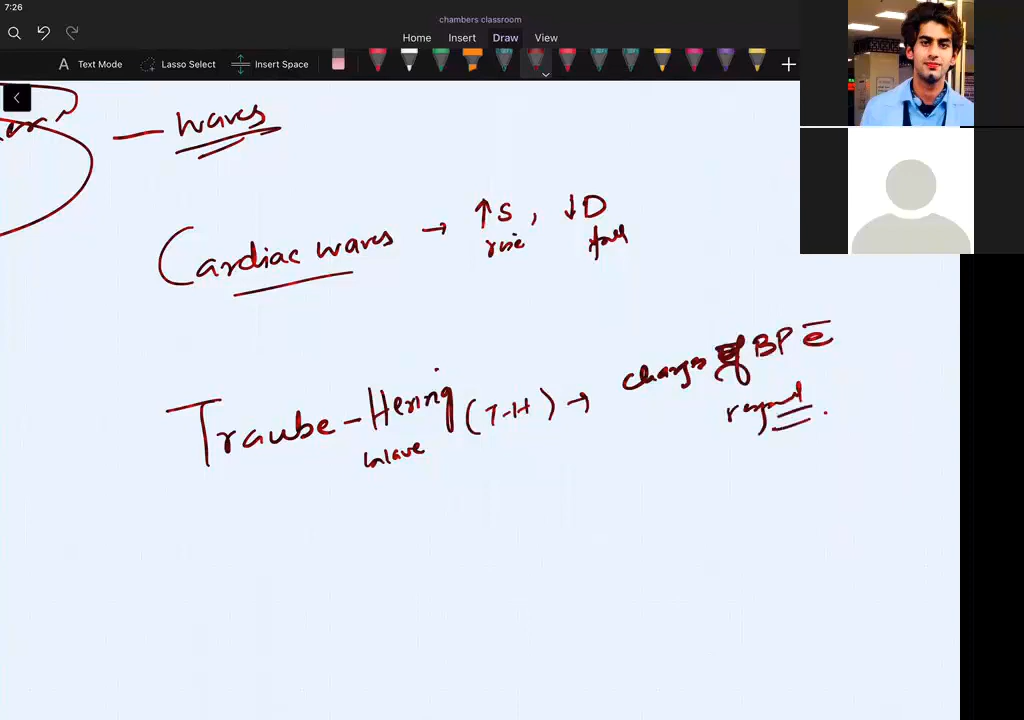 7:26
chambers classroom
Home Insert Draw View
Text Mode Lasso Select Insert Space
— waves
Cardiac waves → ↑S, ↓D
rise fall
Traube-Hering (T-H) → changes of BP c̅
wave